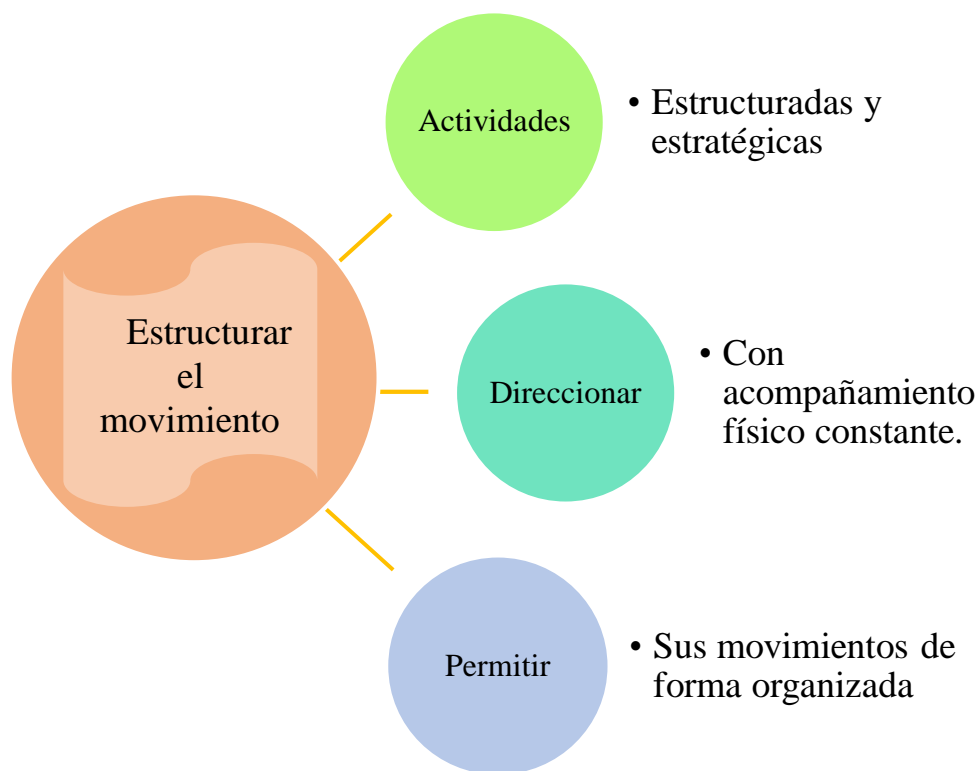 Actividades
• Estructuradas y
estratégicas
Estructurar
el
movimiento
Direccionar
• Con
acompañamiento
físico constante.
Permitir
• Sus movimientos de
forma organizada